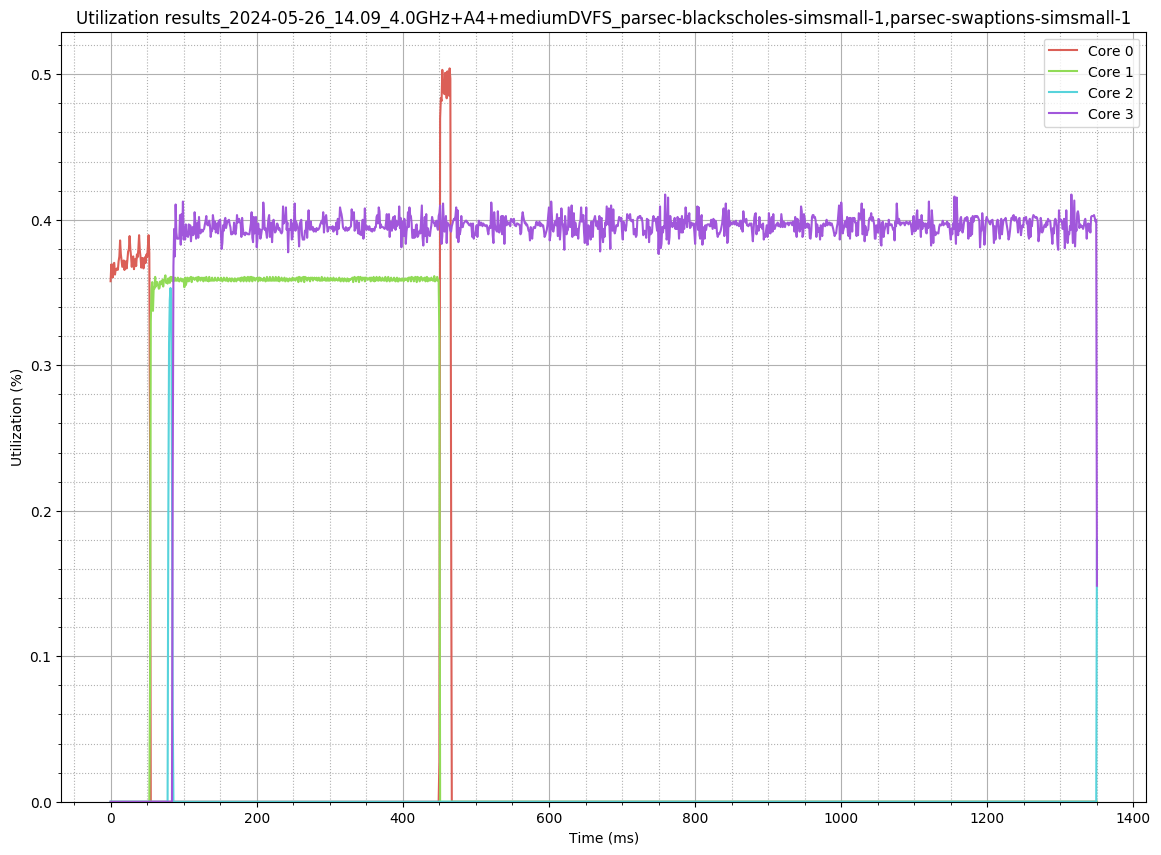 Utilization results_2024-05-26_14.09_4.0GHz+A4+mediumDVFS_parsec-blackscholes-simsmall-1,parsec-swaptions-simsmall-1
Core 0
Core 1
Core 2
Core 3
0.5
0.4
0.3
0.2
0.1
0.0
Utilization (%)
0 200 400 600 800 1000 1200 1400
Time (ms)